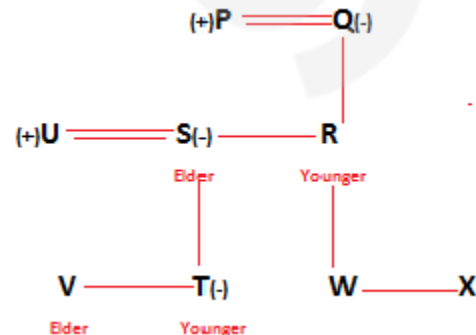 (+)P Q(-)
(+)U S(-) R
Elder Younger
V T(-) W X
Elder Younger